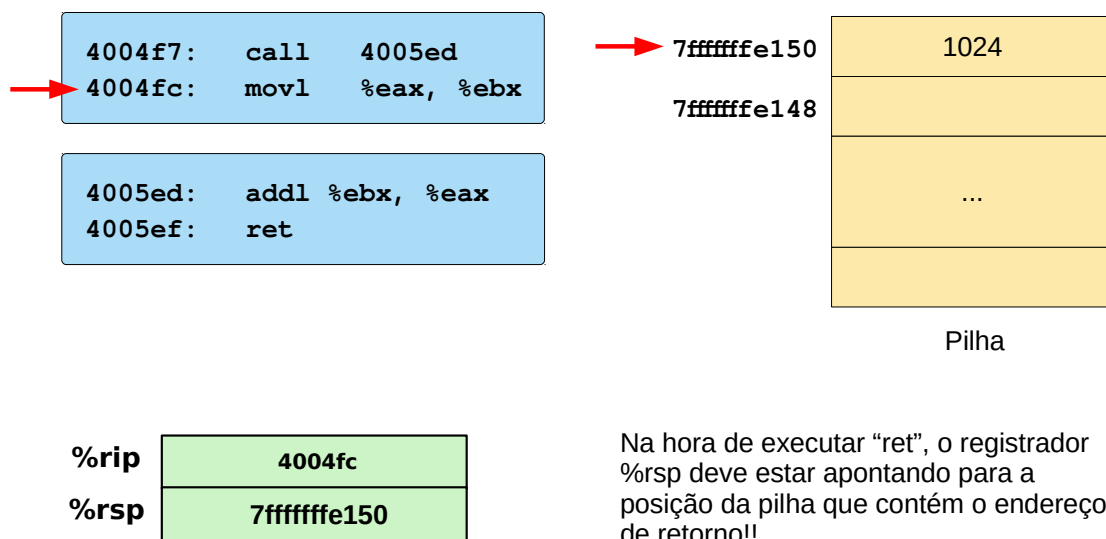 4004f7: call 4005ed
4004fc: movl %eax, %ebx
4005ed: addl %ebx, %eax
4005ef: ret
7fffffffe150 1024
7fffffffe148
...
Pilha
%rip 4004fc
%rsp 7fffffffe150
Na hora de executar “ret”, o registrador
%rsp deve estar apontando para a
posição da pilha que contém o endereço
de retorno!!